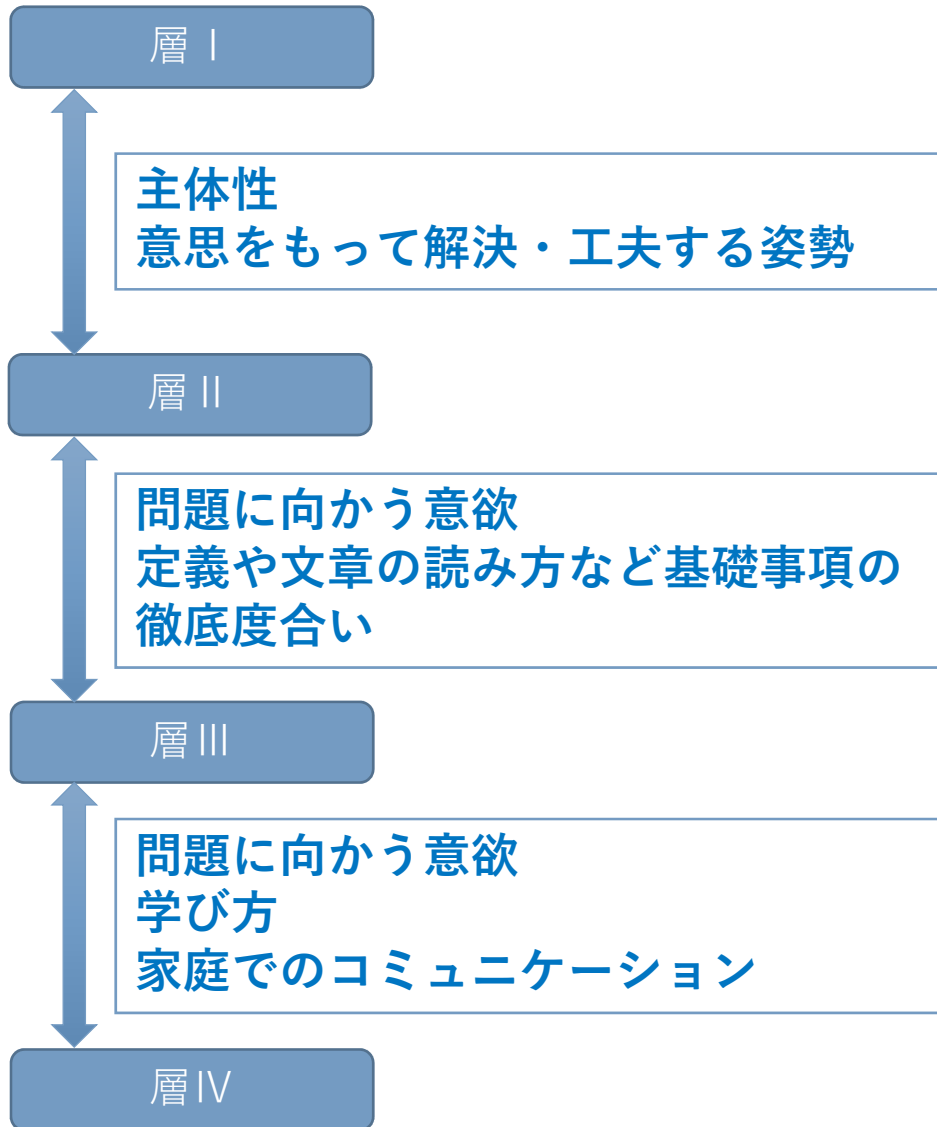 層Ⅰ
主体性
意思をもって解決・工夫する姿勢
層Ⅱ
問題に向かう意欲
定義や文章の読み方など基礎事項の
徹底度合い
層Ⅲ
問題に向かう意欲
学び方
家庭でのコミュニケーション
層Ⅳ